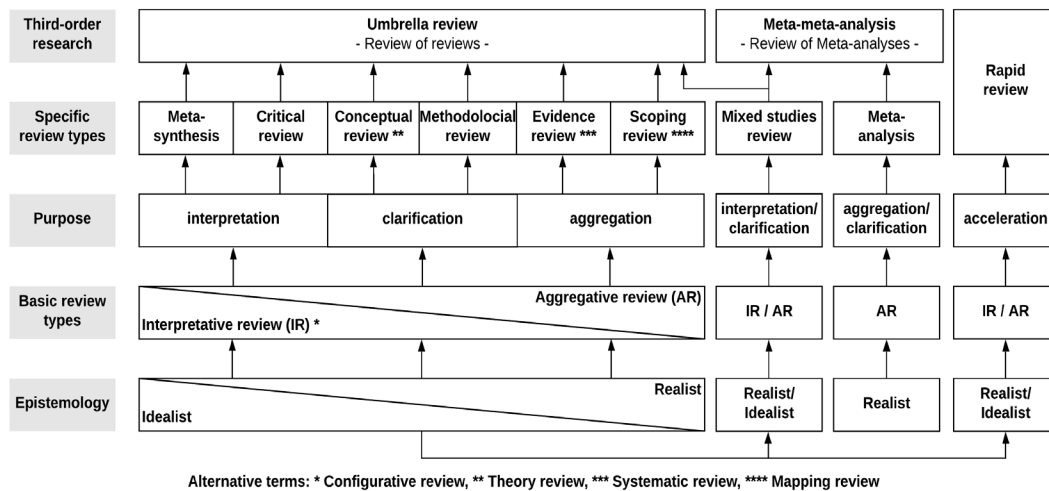 Third-order
research
Umbrella review
- Review of reviews -
Meta-meta-analysis
- Review of Meta-analyses -
Rapid
review
Specific
review types
Meta-
synthesis
Critical
review
Conceptual
review **
Methodolocial
review
Evidence
review ***
Scoping
review ****
Mixed studies
review
Meta-
analysis
Purpose
interpretation
clarification
aggregation
interpretation/
clarification
aggregation/
clarification
acceleration
Basic review
types
Aggregative review (AR)
Interpretative review (IR) *
IR / AR
AR
IR / AR
Epistemology
Realist
Idealist
Realist/
Idealist
Realist
Realist/
Idealist
Alternative terms: * Configurative review, ** Theory review, *** Systematic review, **** Mapping review